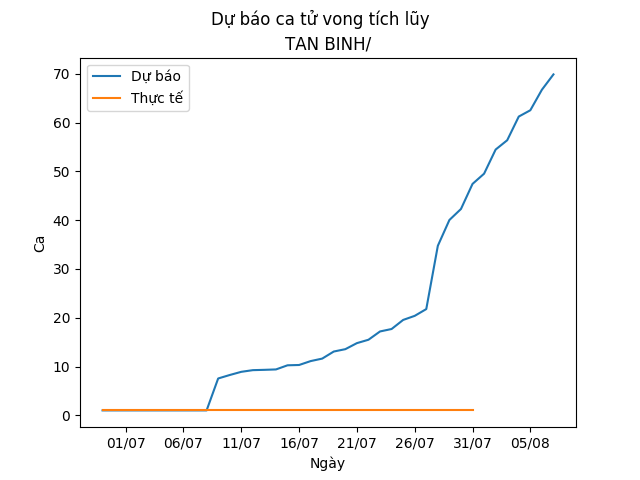 Dự báo ca tử vong tích lũy
TAN BINH/
Dự báo
Thực tế
70
60
50
40
30
20
10
0
Ca
01/07 06/07 11/07 16/07 21/07 26/07 31/07 05/08
Ngày